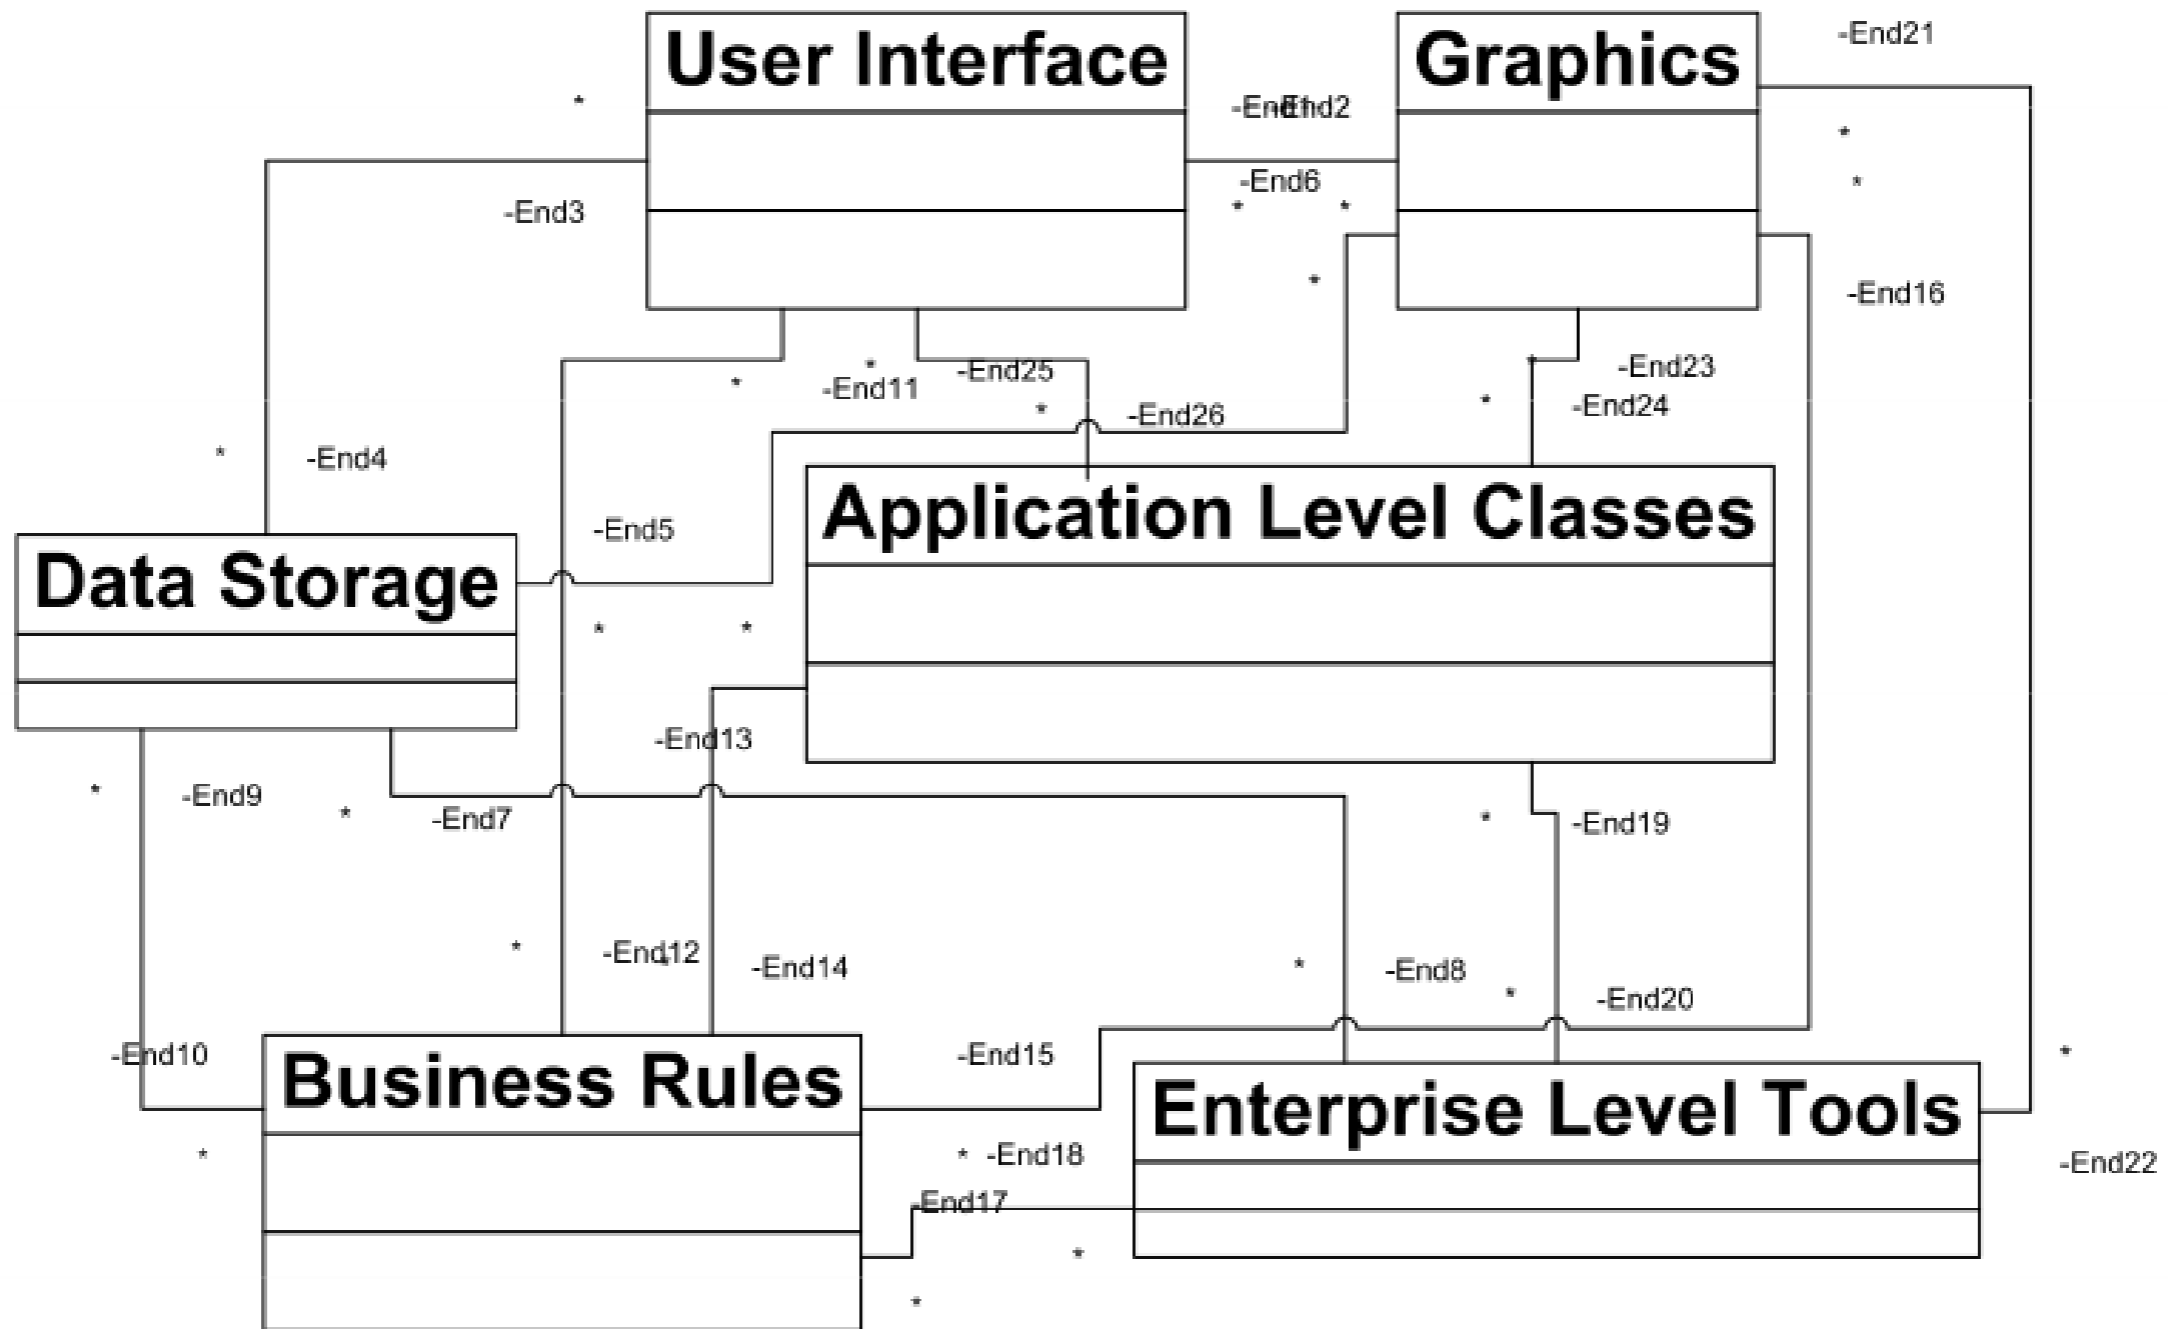 User Interface
Graphics
-End21
*
-End1
-End2
*
-End6
*
*
*
-End3
*
-End16
*
*
-End25
-End23
*
-End11
*
-End24
*
-End26
*
-End4
-End5
Application Level Classes
Data Storage
*
*
-End13
*
-End9
*
-End7
*
-End19
*
-End12
*
-End14
*
-End8
*
-End20
-End10
-End15
*
Business Rules
Enterprise Level Tools
*
*
-End18
-End22
-End17
*
*